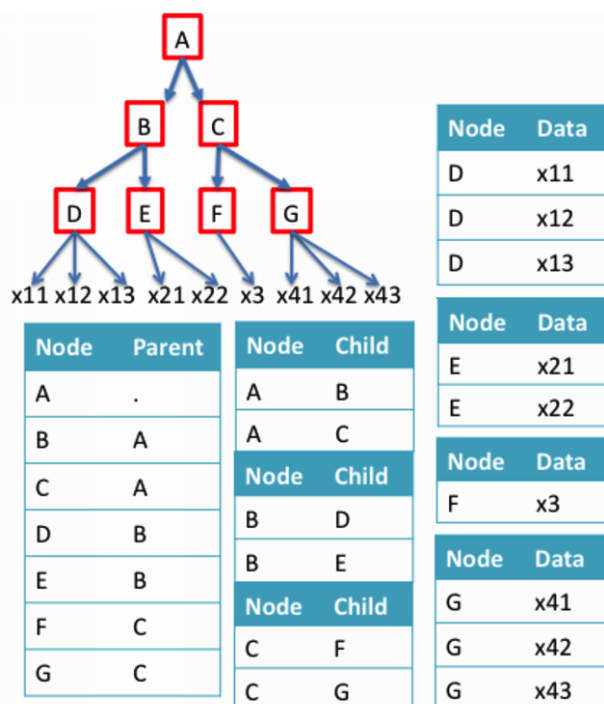 A
B C
D E F G
x11 x12 x13 x21 x22 x3 x41 x42 x43
Node Parent
A .
B A
C A
D B
E B
F C
G C
Node Child
A B
A C
Node Child
B D
B E
Node Child
C F
C G
Node Data
D x11
D x12
D x13
Node Data
E x21
E x22
Node Data
F x3
Node Data
G x41
G x42
G x43